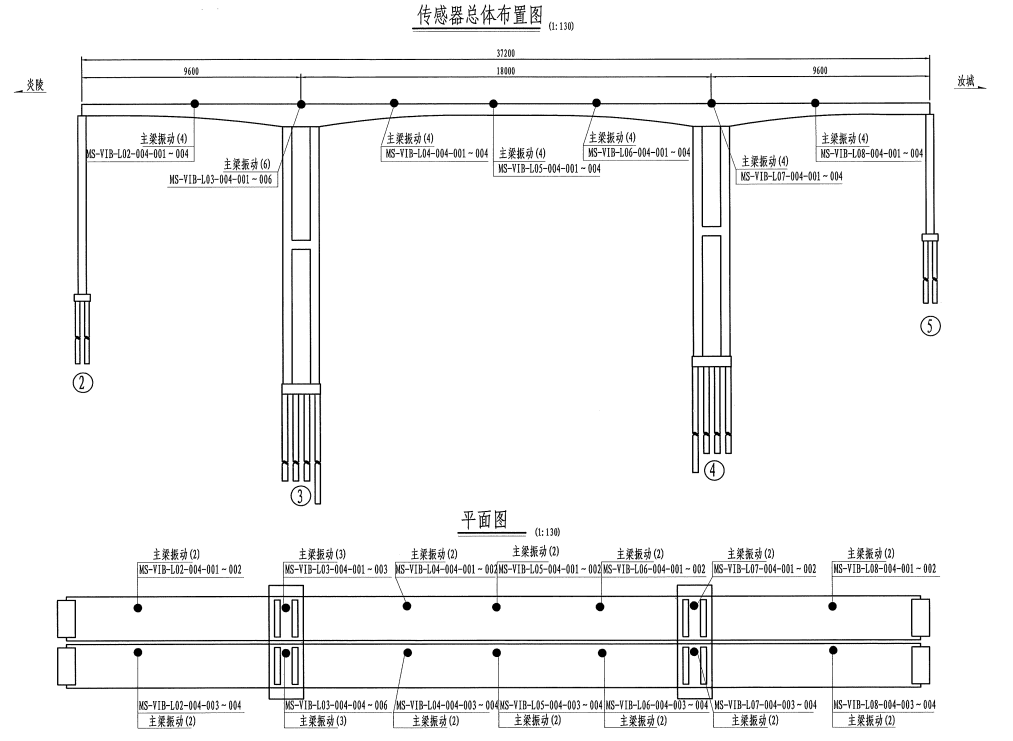 传感器总体布置图 (1:130)
37200
9600 18000 9600
炎陵 汝城
主梁振动(4)
MS-VIB-L02-004-001～004
主梁振动(6)
MS-VIB-L03-004-001～006
主梁振动(4)
MS-VIB-L04-004-001～004
主梁振动(4)
MS-VIB-L05-004-001～004
主梁振动(4)
MS-VIB-L06-004-001～004
主梁振动(4)
MS-VIB-L07-004-001～004
主梁振动(4)
MS-VIB-L08-004-001～004
②
③
④
⑤
平面图 (1:130)
主梁振动(2) 主梁振动(3) 主梁振动(2) 主梁振动(2) 主梁振动(2) 主梁振动(2) 主梁振动(2)
MS-VIB-L02-004-001～002 MS-VIB-L03-004-001～003 MS-VIB-L04-004-001～002 MS-VIB-L05-004-001～002 MS-VIB-L06-004-001～002 MS-VIB-L07-004-001～002 MS-VIB-L08-004-001～002
MS-VIB-L02-004-003～004 MS-VIB-L03-004-004～006 MS-VIB-L04-004-003～004 MS-VIB-L05-004-003～004 MS-VIB-L06-004-003～004 MS-VIB-L07-004-003～004 MS-VIB-L08-004-003～004
主梁振动(2) 主梁振动(3) 主梁振动(2) 主梁振动(2) 主梁振动(2) 主梁振动(2) 主梁振动(2)